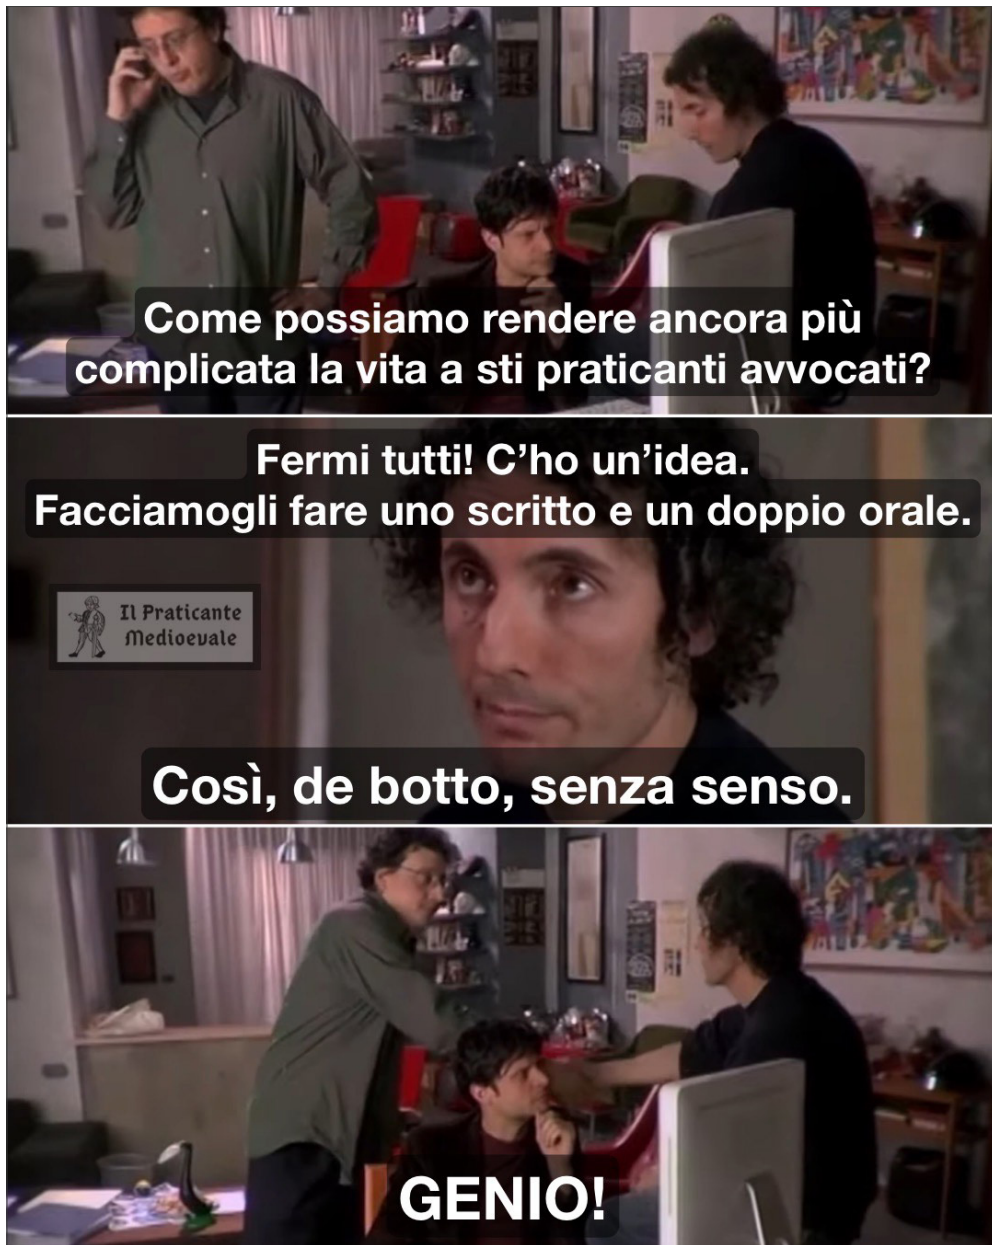 Come possiamo rendere ancora più
complicata la vita a sti praticanti avvocati?
Fermi tutti! C'ho un'idea.
Facciamogli fare uno scritto e un doppio orale.
Il Praticante
Medioevale
Così, de botto, senza senso.
GENIO!